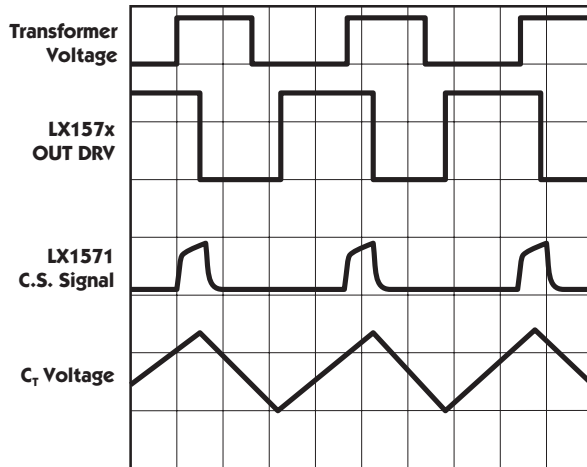 Transformer
Voltage
LX157x
OUT DRV
LX1571
C.S. Signal
C_T Voltage